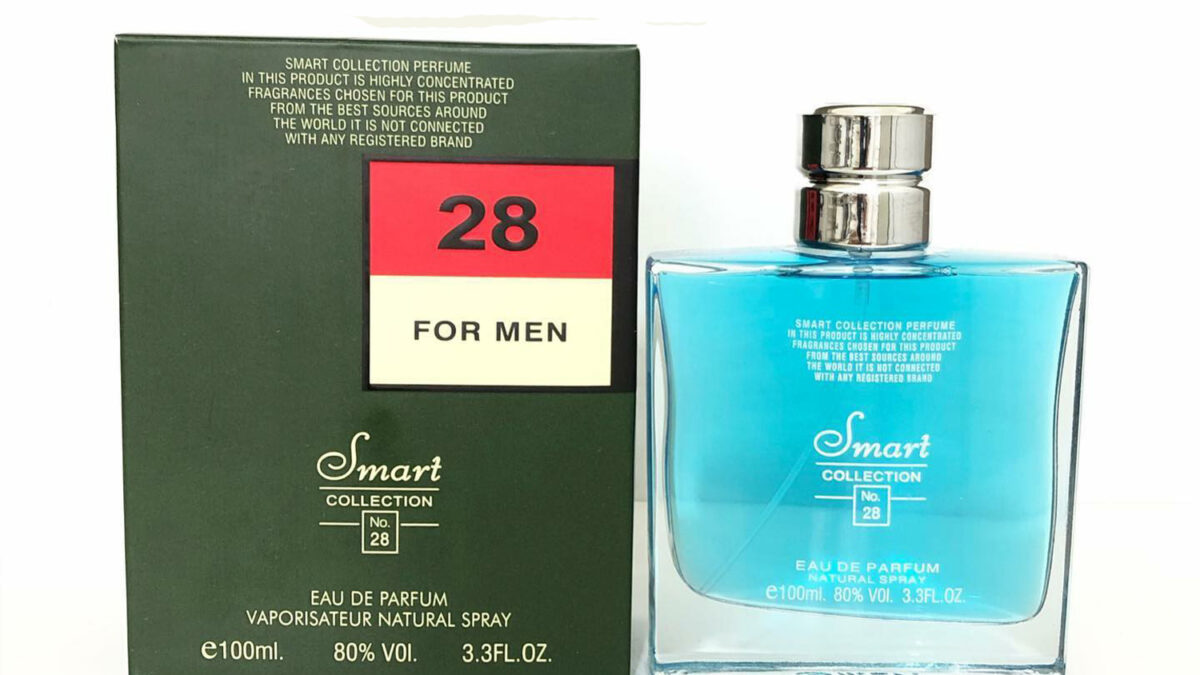 SMART COLLECTION PERFUME
IN THIS PRODUCT IS HIGHLY CONCENTRATED
FRAGRANCES CHOSEN FOR THIS PRODUCT
FROM THE BEST SOURCES AROUND
THE WORLD IT IS NOT CONNECTED
WITH ANY REGISTERED BRAND
28
FOR MEN
Smart
COLLECTION
No.
28
EAU DE PARFUM
VAPORISATEUR NATURAL SPRAY
e100ml. 80% V0l. 3.3FL.OZ.
SMART COLLECTION PERFUME
IN THIS PRODUCT IS HIGHLY CONCENTRATED
FRAGRANCES CHOSEN FOR THIS PRODUCT
FROM THE BEST SOURCES AROUND
THE WORLD IT IS NOT CONNECTED
WITH ANY REGISTERED BRAND
Smart
COLLECTION
No.
28
EAU DE PARFUM
NATURAL SPRAY
e100ml. 80% V0l. 3.3FL.OZ.